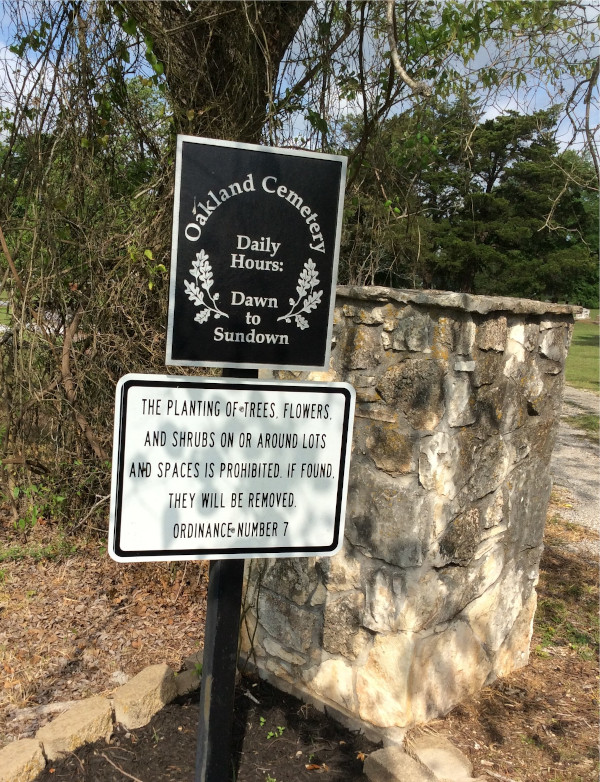 Oakland Cemetery
Daily
Hours:
Dawn
to
Sundown
THE PLANTING OF TREES, FLOWERS,
AND SHRUBS ON OR AROUND LOTS
AND SPACES IS PROHIBITED. IF FOUND,
THEY WILL BE REMOVED.
ORDINANCE NUMBER 7